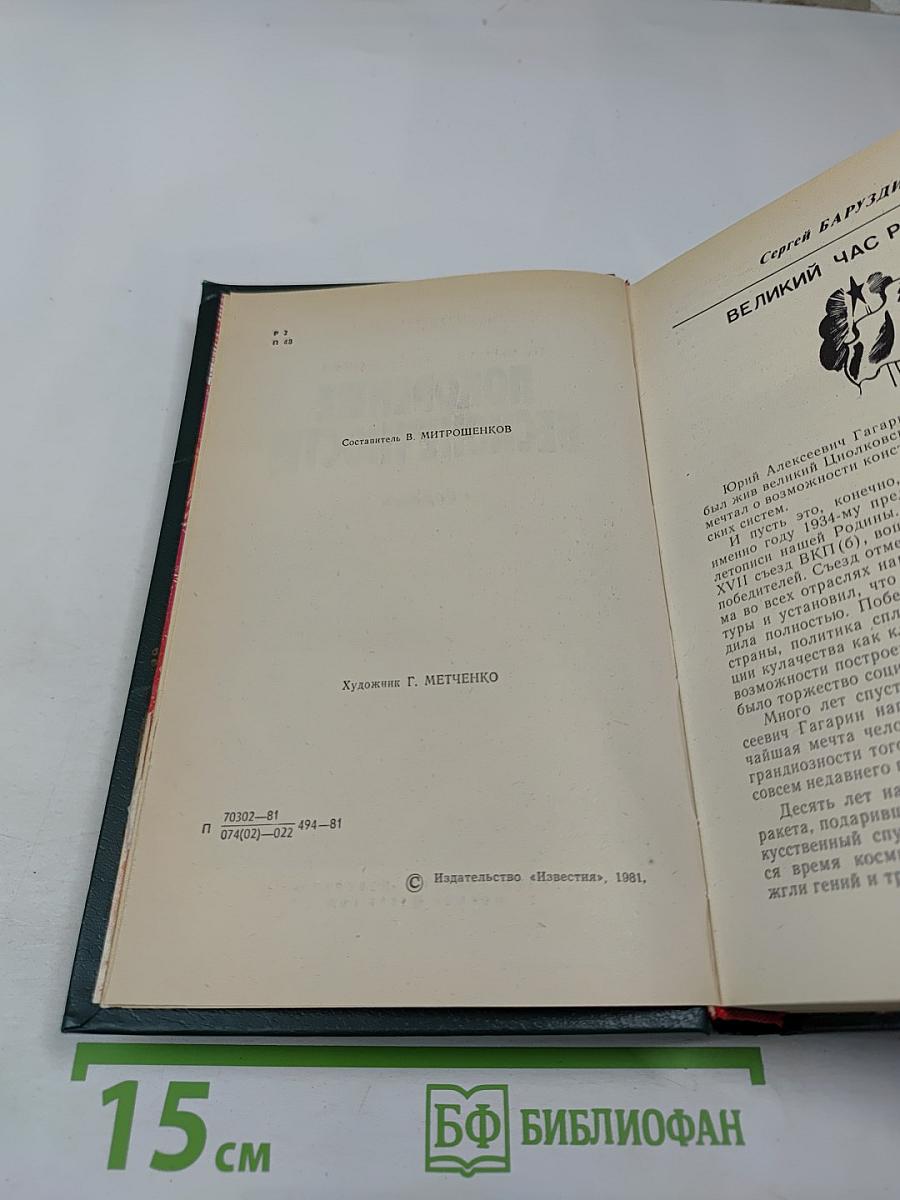 Р 2
П 48
Составитель В. МИТРОШЕНКОВ
Художник Г. МЕТЧЕНКО
П 70302—81
074(02)—022 494—81
© Издательство «Известия», 1981.
Сергей БАРУЗДИ
ВЕЛИКИЙ ЧАС
Юрий Алексеевич Гагари
был жив великий Циолковс
мечтал о возможности конст
ских систем.
И пусть это, конечно,
именно году 1934-му пре
летописи нашей Родины.
XVII съезд ВКП(б), вош
победителей. Съезд отме
ма во всех отраслях на
туры и установил, что
дила полностью. Побе
страны, политика спл
ции кулачества как к
возможности построе
было торжество соци
Много лет спуст
сеевич Гагарин на
чайшая мечта чело
грандиозности того
совсем недавнего
Десять лет на
ракета, подаривш
кусственный спу
ся время косм
жгли гений и тр
15 см
БФ БИБЛИОФАН